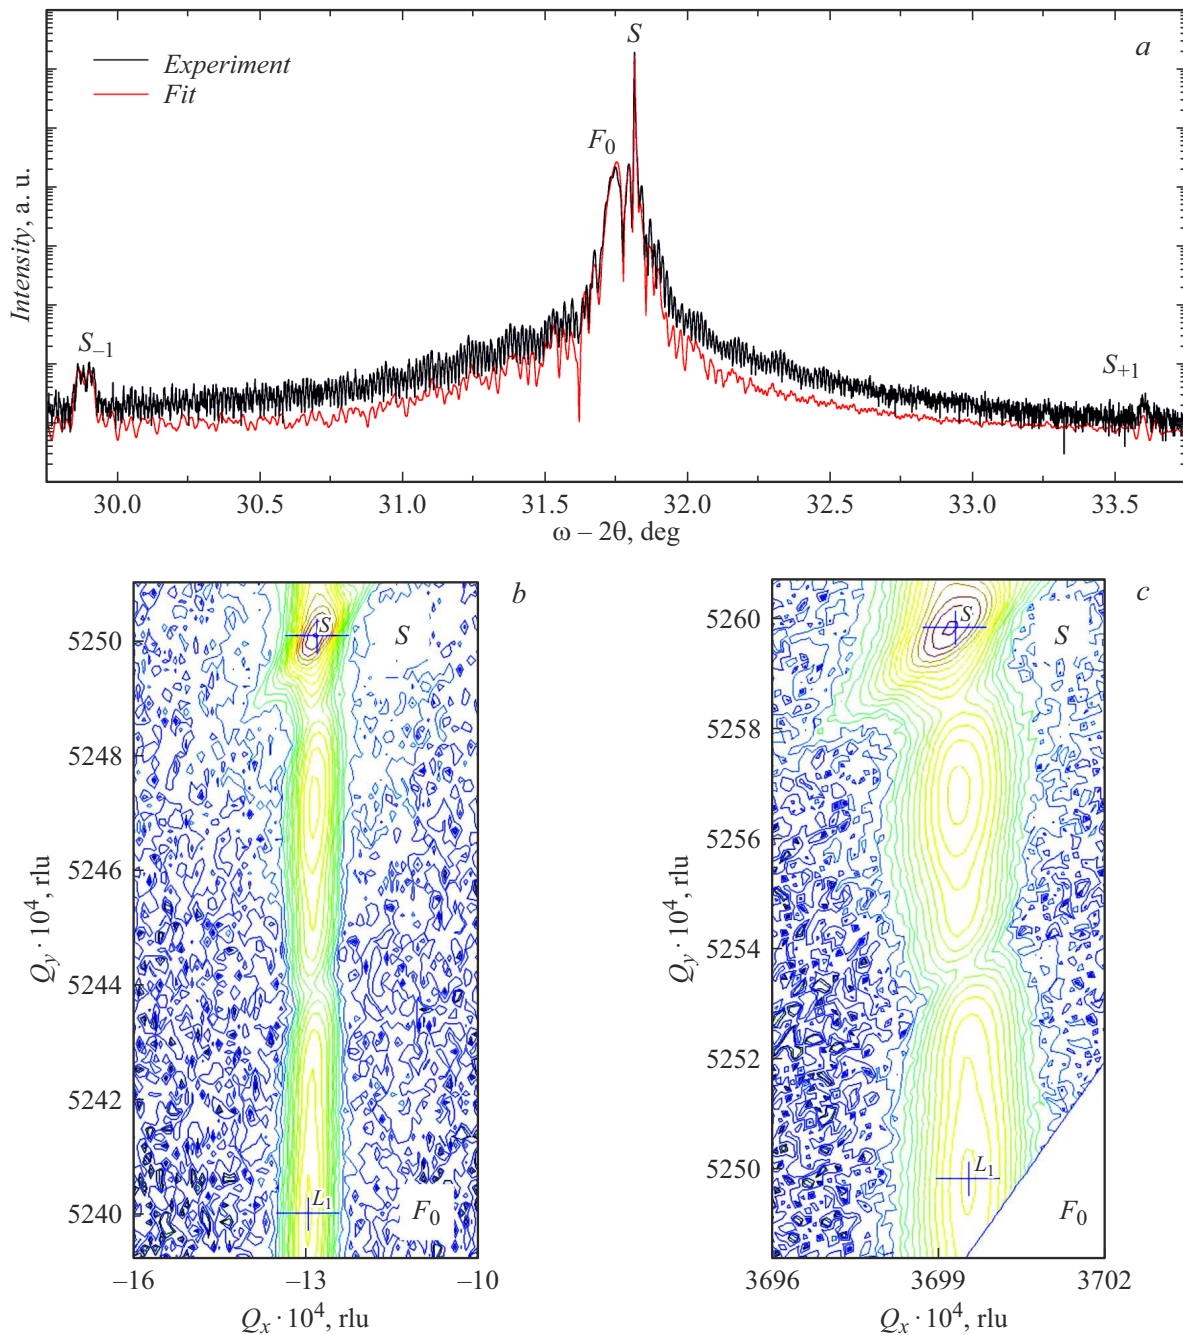 a
S
Experiment
Fit
F0
S–1
S+1
Intensity, a. u.
30.0 30.5 31.0 31.5 32.0 32.5 33.0 33.5
ω – 2θ, deg
b
S
S
5250
5248
5246
5244
5242
5240
Qy · 10^4, rlu
L1
F0
–16 –13 –10
Qx · 10^4, rlu
c
S
S
5260
5258
5256
5254
5252
5250
Qy · 10^4, rlu
L1
F0
3696 3699 3702
Qx · 10^4, rlu